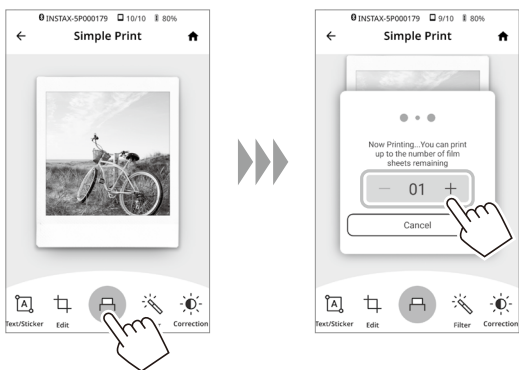 INSTAX-5P000179 10/10 80%
Simple Print
A
Text/Sticker Edit r Correction
INSTAX-5P000179 9/10 80%
Simple Print
Now Printing...You can print
up to the number of film
sheets remaining
— 01 +
Cancel
A
Text/Sticker Edit Filter Correction